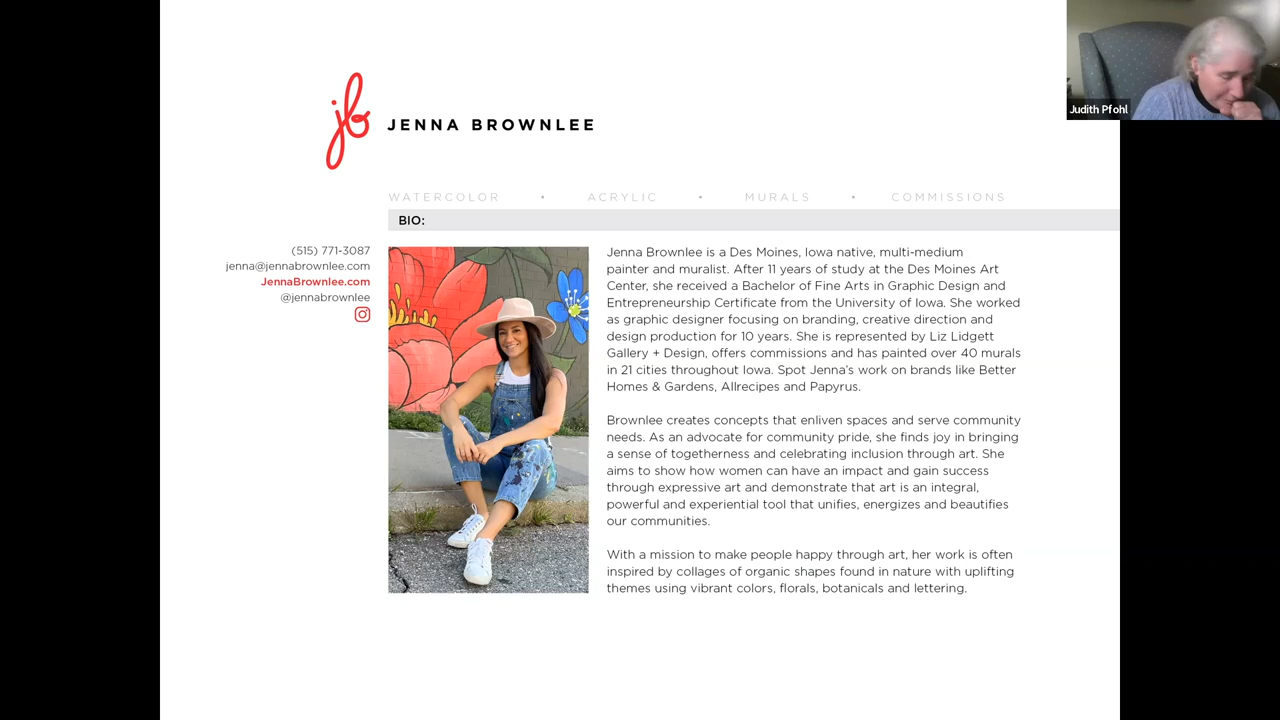 Judith Pfohl
jb
JENNA BROWNLEE
WATERCOLOR • ACRYLIC • MURALS • COMMISSIONS
BIO:
(515) 771-3087
jenna@jennabrownlee.com
JennaBrownlee.com
@jennabrownlee
Jenna Brownlee is a Des Moines, Iowa native, multi-medium
painter and muralist. After 11 years of study at the Des Moines Art
Center, she received a Bachelor of Fine Arts in Graphic Design and
Entrepreneurship Certificate from the University of Iowa. She worked
as graphic designer focusing on branding, creative direction and
design production for 10 years. She is represented by Liz Lidgett
Gallery + Design, offers commissions and has painted over 40 murals
in 21 cities throughout Iowa. Spot Jenna's work on brands like Better
Homes & Gardens, Allrecipes and Papyrus.
Brownlee creates concepts that enliven spaces and serve community
needs. As an advocate for community pride, she finds joy in bringing
a sense of togetherness and celebrating inclusion through art. She
aims to show how women can have an impact and gain success
through expressive art and demonstrate that art is an integral,
powerful and experiential tool that unifies, energizes and beautifies
our communities.
With a mission to make people happy through art, her work is often
inspired by collages of organic shapes found in nature with uplifting
themes using vibrant colors, florals, botanicals and lettering.